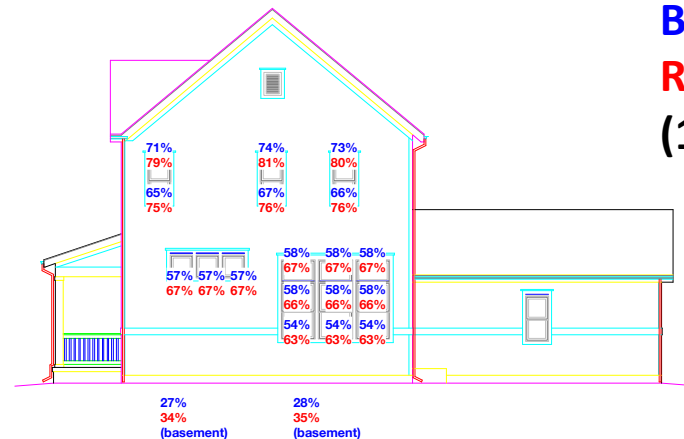 B
R
(1
71% 74% 73%
79% 81% 80%
65% 67% 66%
75% 76% 76%
58% 58% 58%
67% 67% 67%
57% 57% 57%
67% 67% 67%
58% 58% 58%
66% 66% 66%
54% 54% 54%
63% 63% 63%
27% 28%
34% 35%
(basement) (basement)